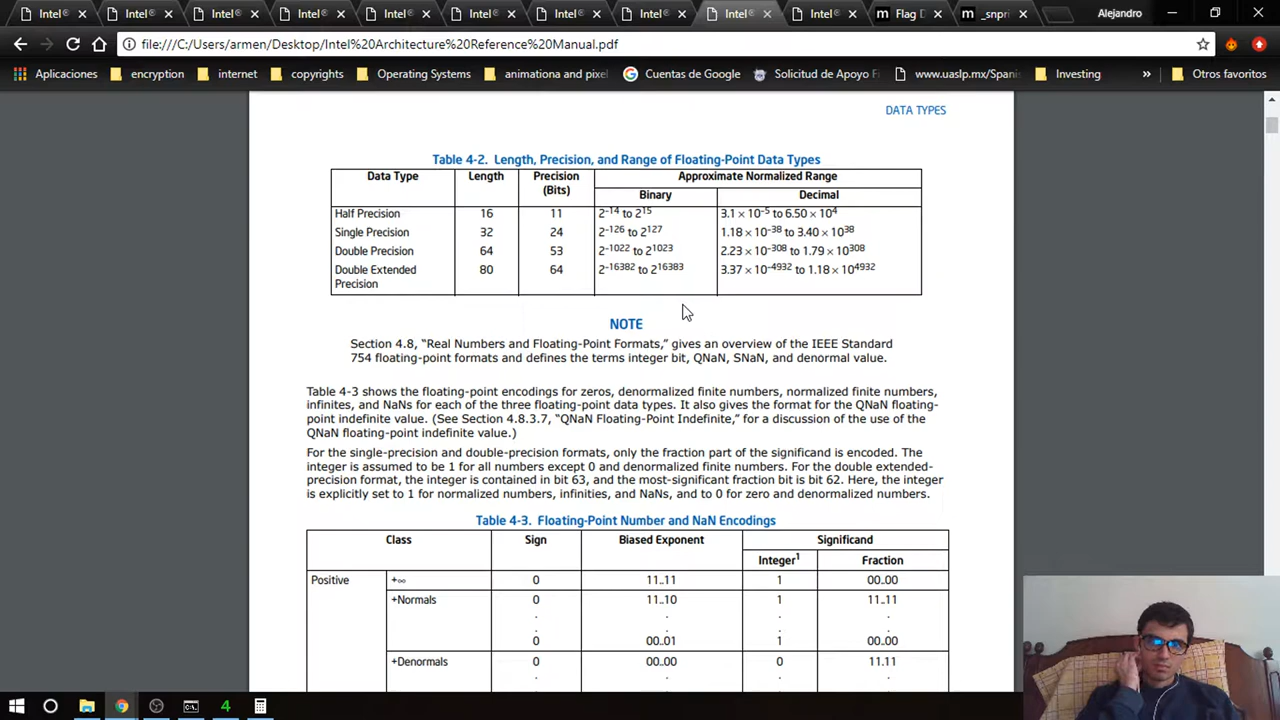 Intel®
Intel®
Intel®
Intel®
Intel®
Intel®
Intel®
Intel®
Intel®
Intel®
Flag D
_snpri
Alejandro
file:///C:/Users/armen/Desktop/Intel%20Architecture%20Reference%20Manual.pdf
Aplicaciones
encryption
internet
copyrights
Operating Systems
animationa and pixel
Cuentas de Google
Solicitud de Apoyo E
www.uaslp.mx/Spani
Investing
»
Otros favoritos
DATA TYPES
Table 4-2. Length, Precision, and Range of Floating-Point Data Types
Data Type Length Precision (Bits) Approximate Normalized Range
Binary Decimal
Half Precision 16 11 2⁻¹⁴ to 2¹⁵ 3.1 × 10⁻⁵ to 6.50 × 10⁴
Single Precision 32 24 2⁻¹²⁶ to 2¹²⁷ 1.18 × 10⁻³⁸ to 3.40 × 10³⁸
Double Precision 64 53 2⁻¹⁰²² to 2¹⁰²³ 2.23 × 10⁻³⁰⁸ to 1.79 × 10³⁰⁸
Double Extended Precision 80 64 2⁻¹⁶³⁸² to 2¹⁶³⁸³ 3.37 × 10⁻⁴⁹³² to 1.18 × 10⁴⁹³²
NOTE
Section 4.8, “Real Numbers and Floating-Point Formats,” gives an overview of the IEEE Standard
754 floating-point formats and defines the terms integer bit, QNaN, SNaN, and denormal value.
Table 4-3 shows the floating-point encodings for zeros, denormalized finite numbers, normalized finite numbers,
infinites, and NaNs for each of the three floating-point data types. It also gives the format for the QNaN floating-
point indefinite value. (See Section 4.8.3.7, “QNaN Floating-Point Indefinite,” for a discussion of the use of the
QNaN floating-point indefinite value.)
For the single-precision and double-precision formats, only the fraction part of the significand is encoded. The
integer is assumed to be 1 for all numbers except 0 and denormalized finite numbers. For the double extended-
precision format, the integer is contained in bit 63, and the most-significant fraction bit is bit 62. Here, the integer
is explicitly set to 1 for normalized numbers, infinities, and NaNs, and to 0 for zero and denormalized numbers.
Table 4-3. Floating-Point Number and NaN Encodings
Class Sign Biased Exponent Significand
Integer¹ Fraction
Positive +∞ 0 11..11 1 00..00
+Normals 0 11..10 1 11..11
. . . .
. . . .
0 00..01 1 00..00
+Denormals 0 00..00 0 11.11
. . . .